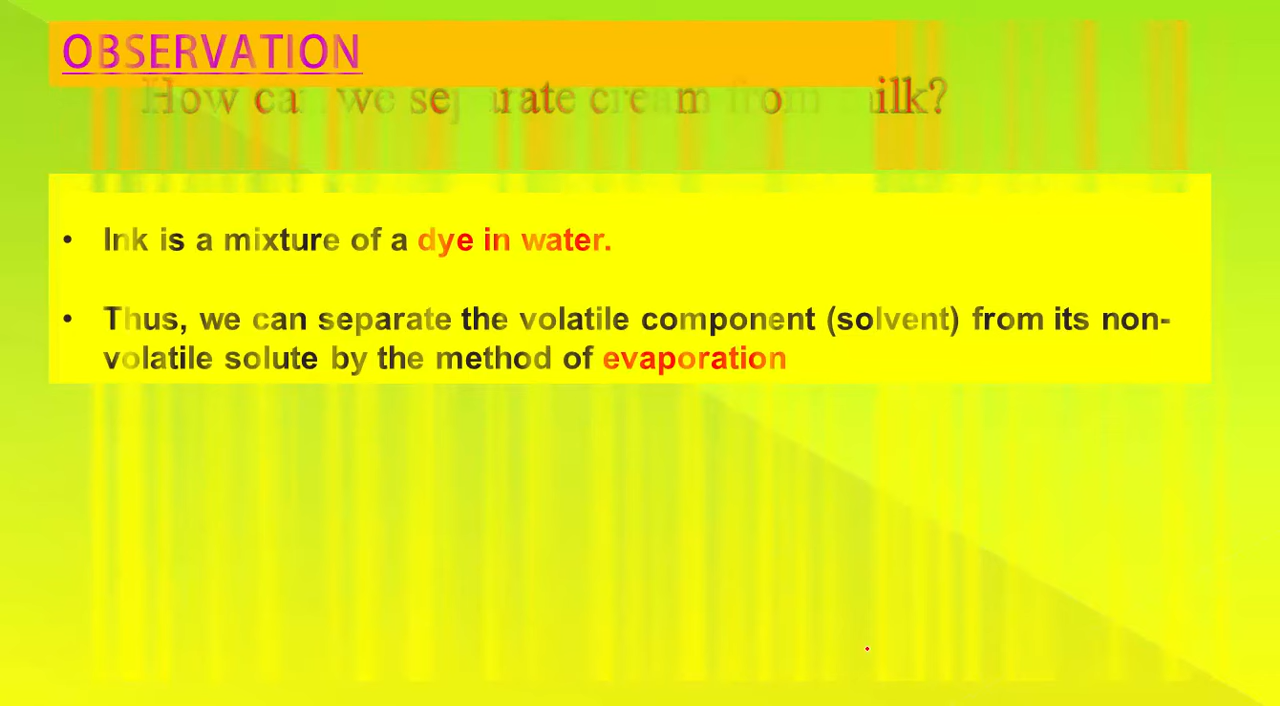 OBSERVATION
How can we separate cream from milk?
• Ink is a mixture of a dye in water.
• Thus, we can separate the volatile component (solvent) from its non-
volatile solute by the method of evaporation